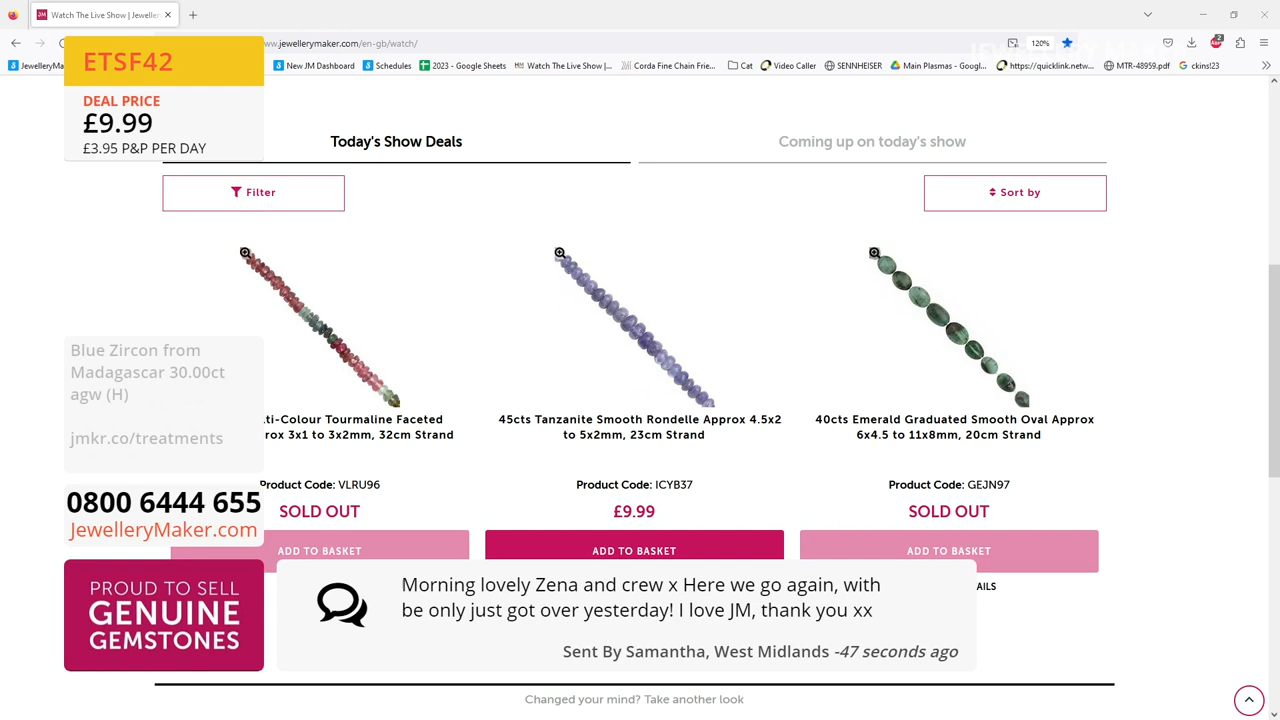 Watch The Live Show | Jeweller
ww.jewellerymaker.com/en-gb/watch/
120%
2
JewelleryMa
New JM Dashboard
Schedules
2023 - Google Sheets
Watch The Live Show |...
Corda Fine Chain Frie...
Cat
Video Caller
SENNHEISER
Main Plasmas - Googl...
https://quicklink.netw...
MTR-48959.pdf
ckins!23
ETSF42
DEAL PRICE
£9.99
£3.95 P&P PER DAY
Today's Show Deals
Coming up on today's show
Filter
Sort by
Blue Zircon from
Madagascar 30.00ct
agw (H)
jmkr.co/treatments
lti-Colour Tourmaline Faceted
rox 3x1 to 3x2mm, 32cm Strand
Product Code: VLRU96
SOLD OUT
ADD TO BASKET
45cts Tanzanite Smooth Rondelle Approx 4.5x2
to 5x2mm, 23cm Strand
Product Code: ICYB37
£9.99
ADD TO BASKET
40cts Emerald Graduated Smooth Oval Approx
6x4.5 to 11x8mm, 20cm Strand
Product Code: GEJN97
SOLD OUT
ADD TO BASKET
AILS
0800 6444 655
JewelleryMaker.com
PROUD TO SELL
GENUINE
GEMSTONES
Morning lovely Zena and crew x Here we go again, with
be only just got over yesterday! I love JM, thank you xx
Sent By Samantha, West Midlands -47 seconds ago
Changed your mind? Take another look